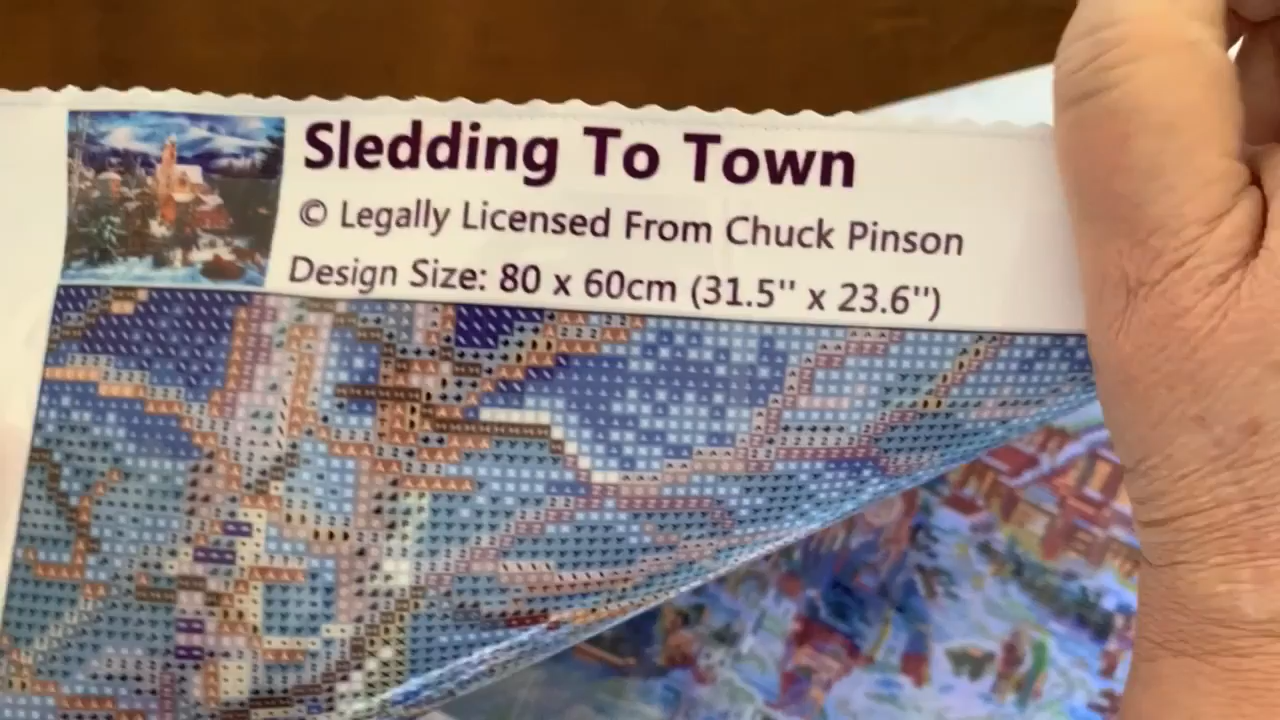 Sledding To Town
© Legally Licensed From Chuck Pinson
Design Size: 80 x 60cm (31.5'' x 23.6'')